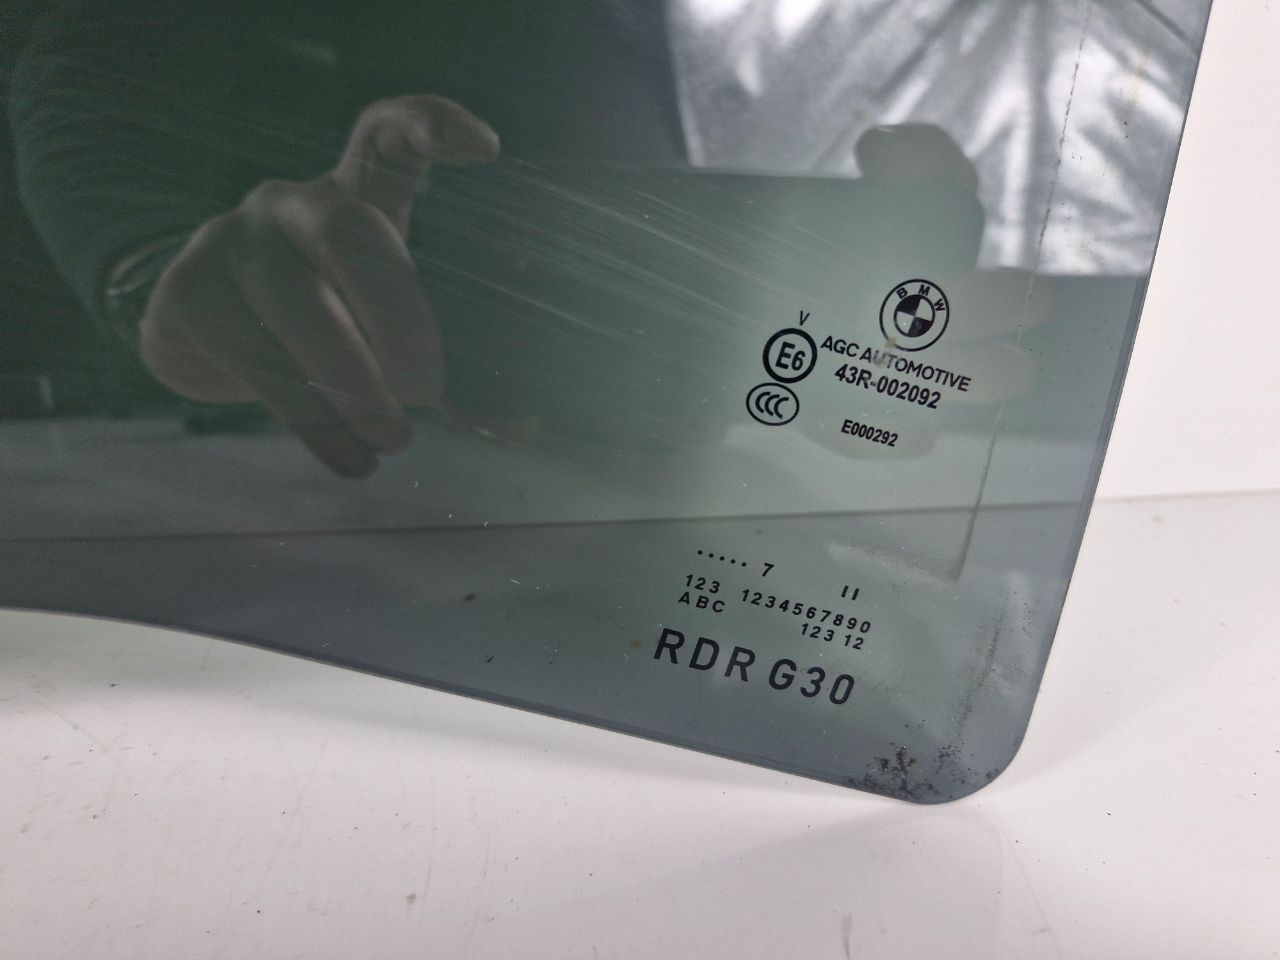 BMW
V
E6
AGC AUTOMOTIVE
43R-002092
CCC
E000292
..... 7 II
123 1234567890
ABC 123 12
RDR G30